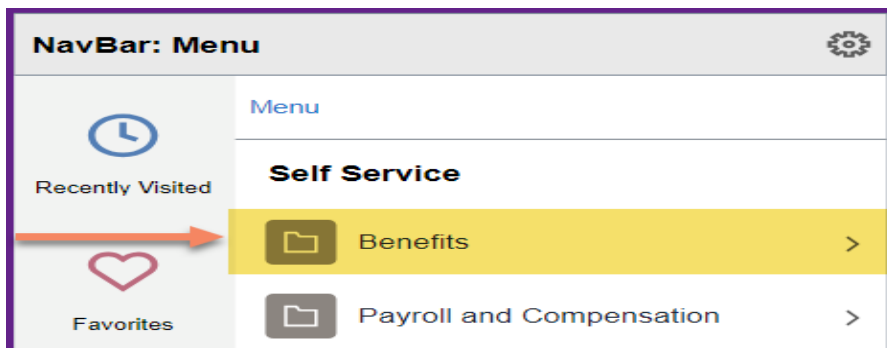 NavBar: Menu
Menu
Recently Visited
Self Service
Benefits
Favorites
Payroll and Compensation